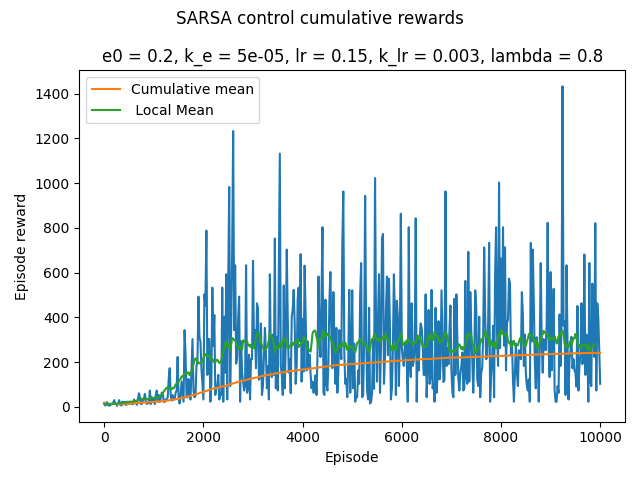 SARSA control cumulative rewards
e0 = 0.2, k_e = 5e-05, lr = 0.15, k_lr = 0.003, lambda = 0.8
Cumulative mean
Local Mean
1400
1200
1000
800
600
400
200
0
Episode reward
0
2000
4000
6000
8000
10000
Episode